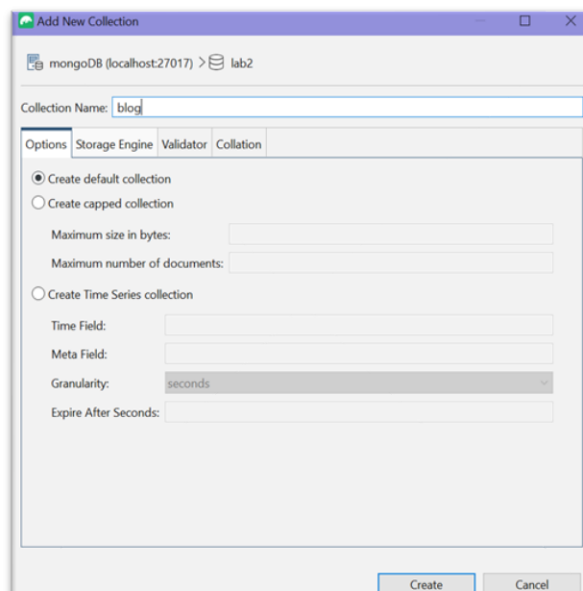 Add New Collection
mongoDB (localhost:27017) > lab2
Collection Name: blog
Options Storage Engine Validator Collation
Create default collection
Create capped collection
Maximum size in bytes:
Maximum number of documents:
Create Time Series collection
Time Field:
Meta Field:
Granularity: seconds
Expire After Seconds:
Create Cancel